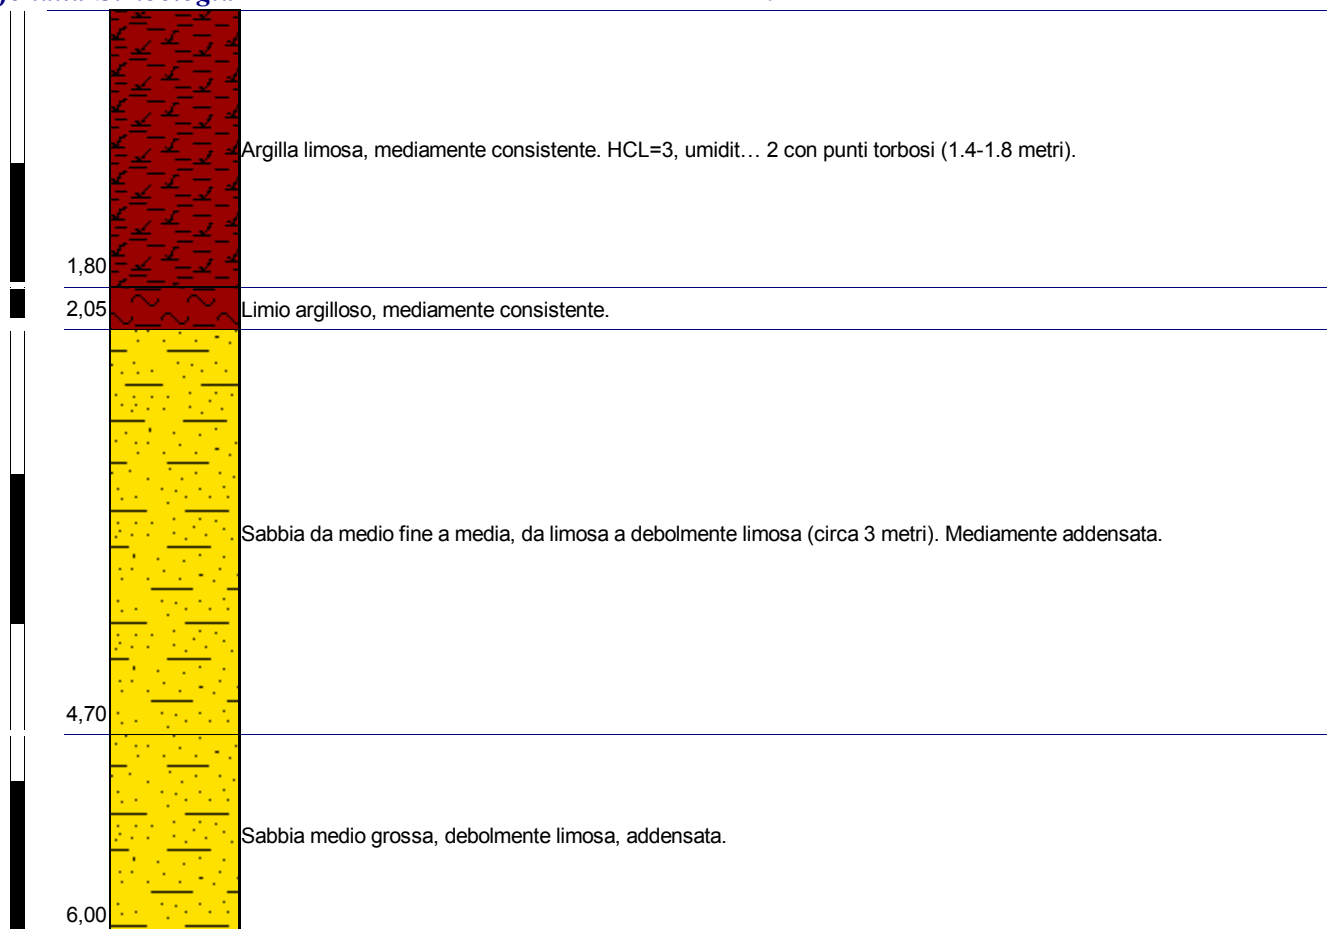 Argilla limosa, mediamente consistente. HCL=3, umidit… 2 con punti torbosi (1.4-1.8 metri).
1,80
2,05
Limio argilloso, mediamente consistente.
Sabbia da medio fine a media, da limosa a debolmente limosa (circa 3 metri). Mediamente addensata.
4,70
Sabbia medio grossa, debolmente limosa, addensata.
6,00